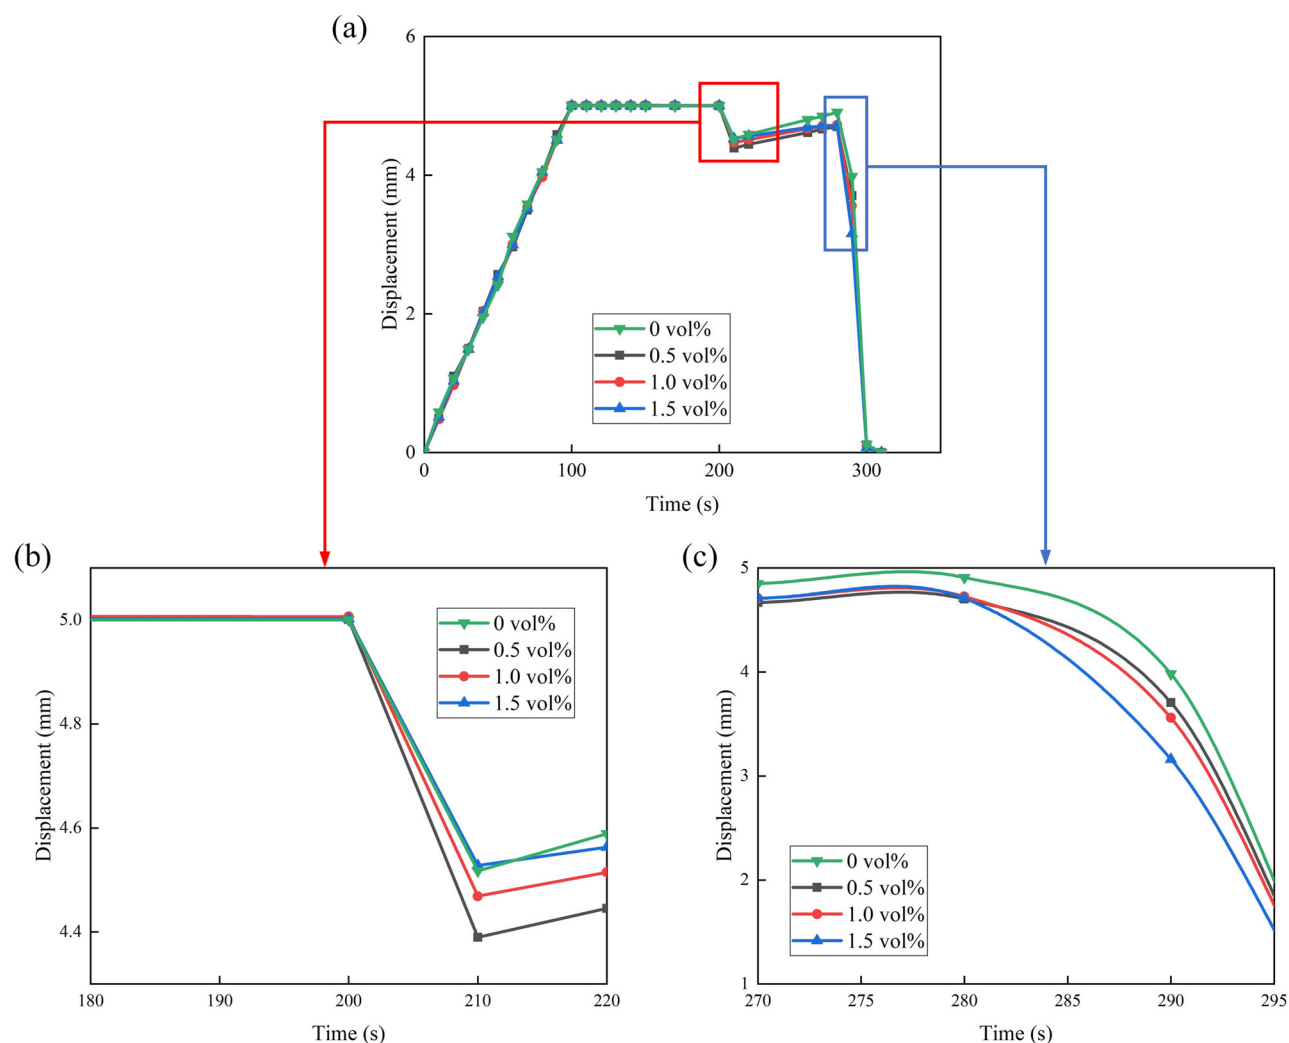 (a)
6
4
2
0
Displacement (mm)
0 vol%
0.5 vol%
1.0 vol%
1.5 vol%
0 100 200 300
Time (s)
(b)
5.0
4.8
4.6
4.4
Displacement (mm)
0 vol%
0.5 vol%
1.0 vol%
1.5 vol%
180 190 200 210 220
Time (s)
(c)
5
4
3
2
1
Displacement (mm)
0 vol%
0.5 vol%
1.0 vol%
1.5 vol%
270 275 280 285 290 295
Time (s)